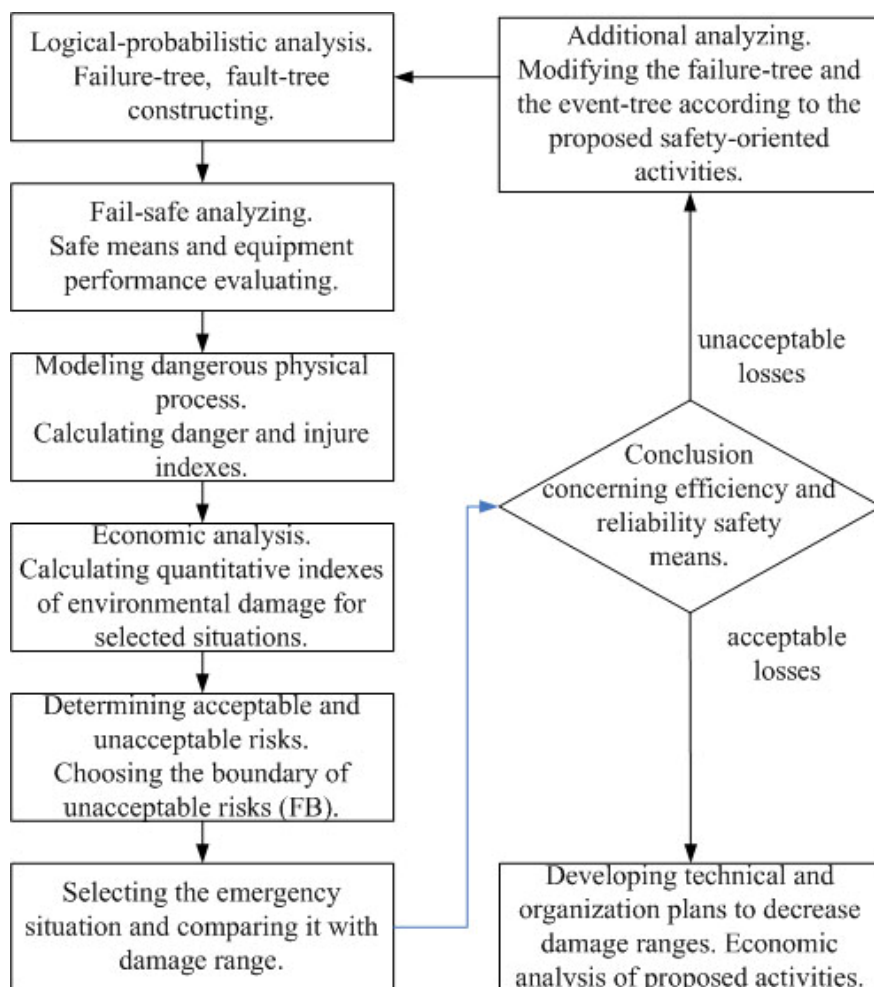 Logical-probabilistic analysis.
Failure-tree, fault-tree
constructing.
Fail-safe analyzing.
Safe means and equipment
performance evaluating.
Modeling dangerous physical
process.
Calculating danger and injure
indexes.
Economic analysis.
Calculating quantitative indexes
of environmental damage for
selected situations.
Determining acceptable and
unacceptable risks.
Choosing the boundary of
unacceptable risks (FB).
Selecting the emergency
situation and comparing it with
damage range.
Additional analyzing.
Modifying the failure-tree and
the event-tree according to the
proposed safety-oriented
activities.
unacceptable
losses
Conclusion
concerning efficiency and
reliability safety
means.
acceptable
losses
Developing technical and
organization plans to decrease
damage ranges. Economic
analysis of proposed activities.